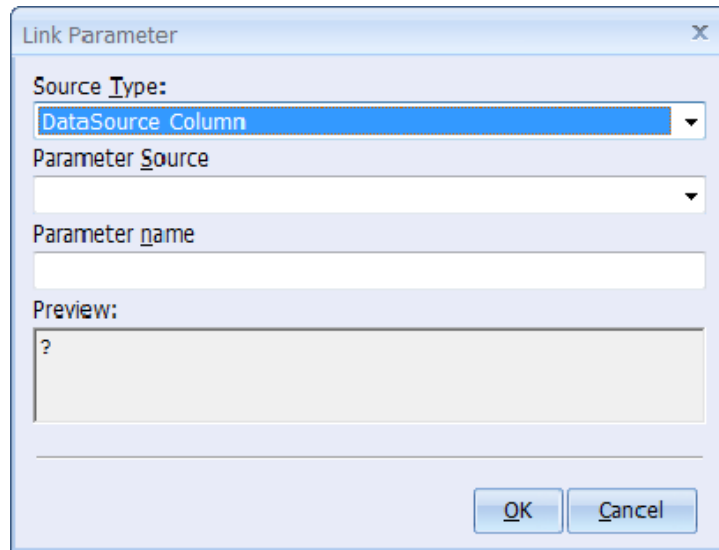 Link Parameter
Source Type:
DataSource Column
Parameter Source
Parameter name
Preview:
?
OK
Cancel